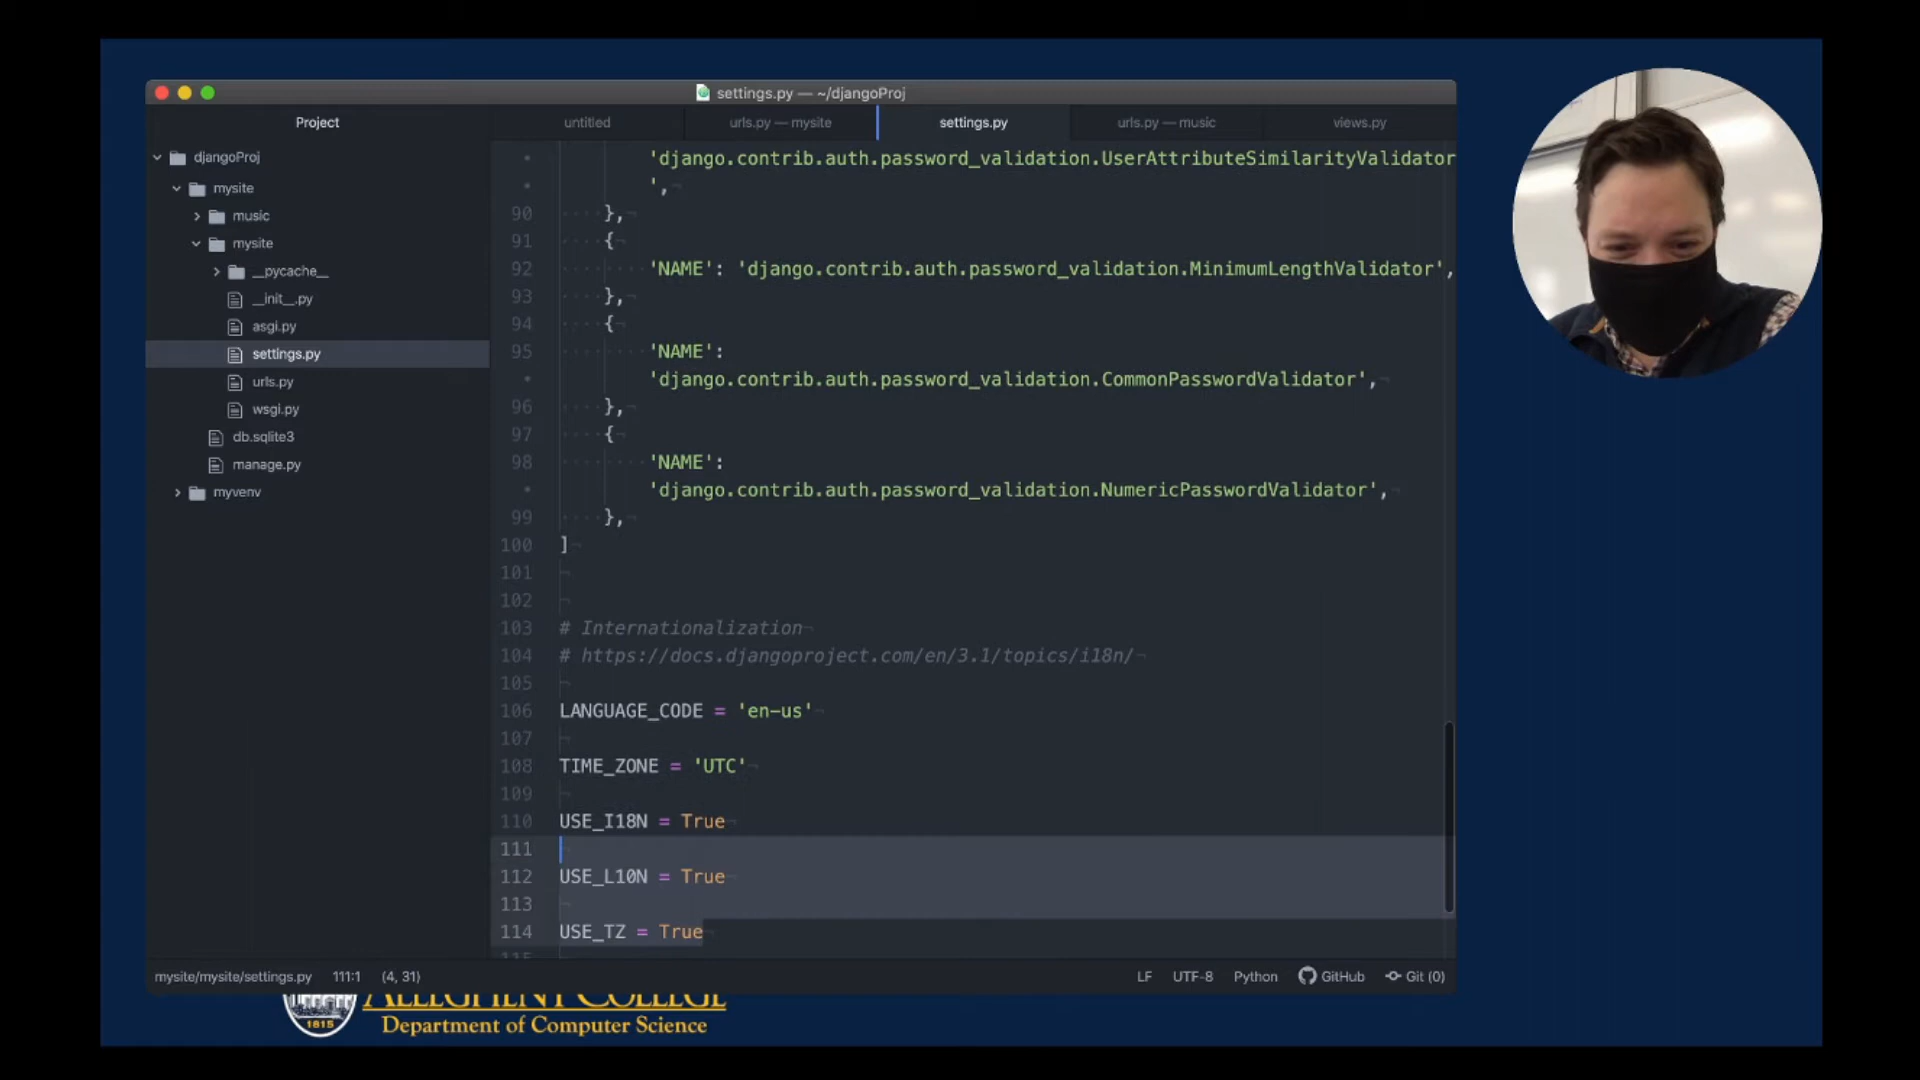 settings.py — ~/djangoProj
Project
untitled
urls.py — mysite
settings.py
urls.py — music
views.py
djangoProj
mysite
music
mysite
__pycache__
__init__.py
asgi.py
settings.py
urls.py
wsgi.py
db.sqlite3
manage.py
myvenv
'django.contrib.auth.password_validation.UserAttributeSimilarityValidator
',
90 },
91 {
92 'NAME': 'django.contrib.auth.password_validation.MinimumLengthValidator',
93 },
94 {
95 'NAME':
'django.contrib.auth.password_validation.CommonPasswordValidator',
96 },
97 {
98 'NAME':
'django.contrib.auth.password_validation.NumericPasswordValidator',
99 },
100 ]
101
102
103 # Internationalization
104 # https://docs.djangoproject.com/en/3.1/topics/i18n/
105
106 LANGUAGE_CODE = 'en-us'
107
108 TIME_ZONE = 'UTC'
109
110 USE_I18N = True
111
112 USE_L10N = True
113
114 USE_TZ = True
115
mysite/mysite/settings.py 111:1 (4, 31)
LF UTF-8 Python GitHub Git (0)
ALLEGHENY COLLEGE
1815
Department of Computer Science